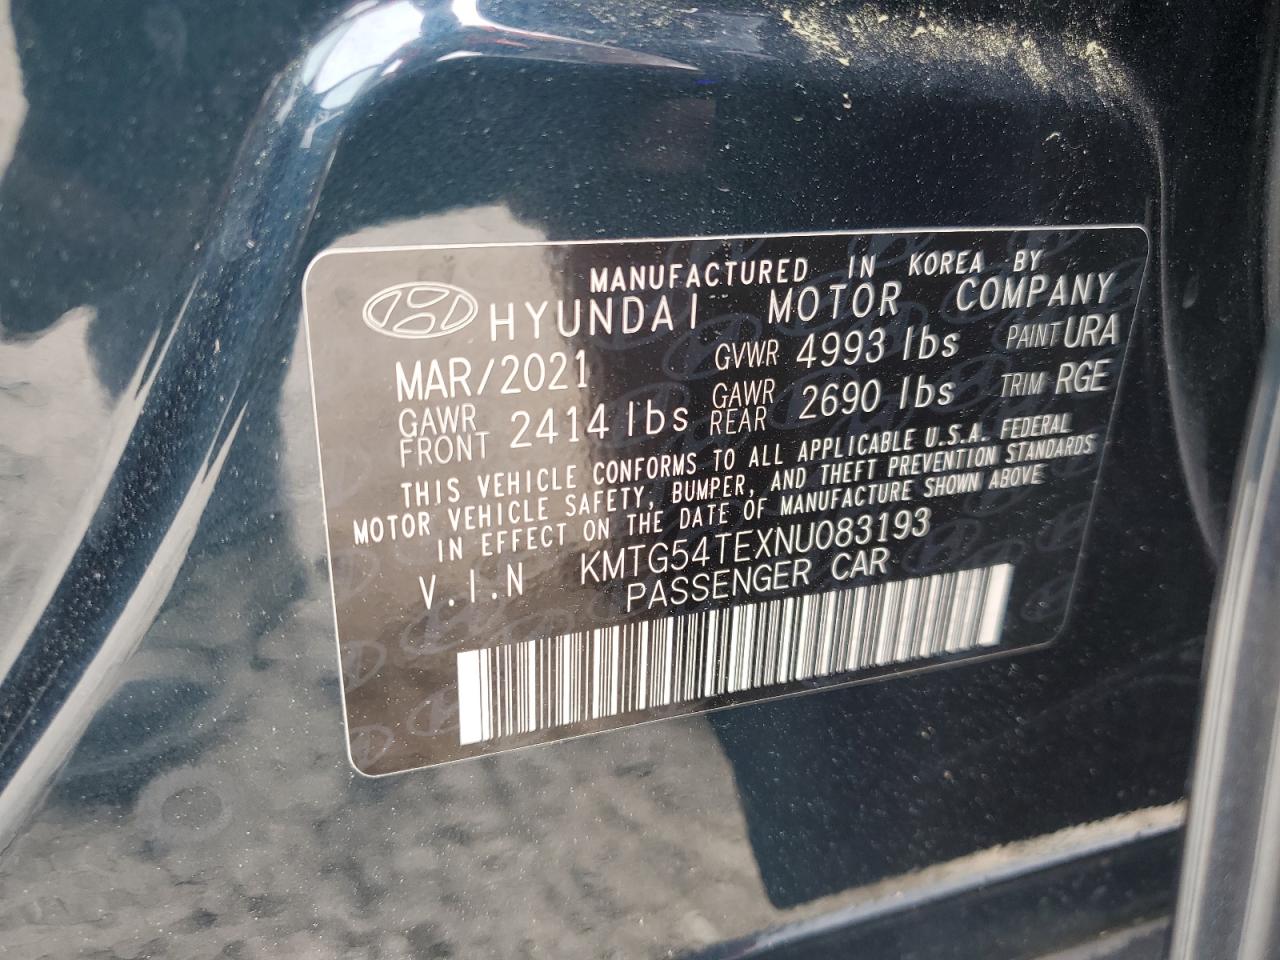 MANUFACTURED IN KOREA BY
HYUNDAI MOTOR COMPANY
MAR/2021 GVWR 4993 lbs PAINT URA
GAWR FRONT 2414 lbs GAWR REAR 2690 lbs TRIM RGE
THIS VEHICLE CONFORMS TO ALL APPLICABLE U.S.A. FEDERAL
MOTOR VEHICLE SAFETY, BUMPER, AND THEFT PREVENTION STANDARDS
IN EFFECT ON THE DATE OF MANUFACTURE SHOWN ABOVE
V.I.N KMTG54TEXNU083193
PASSENGER CAR